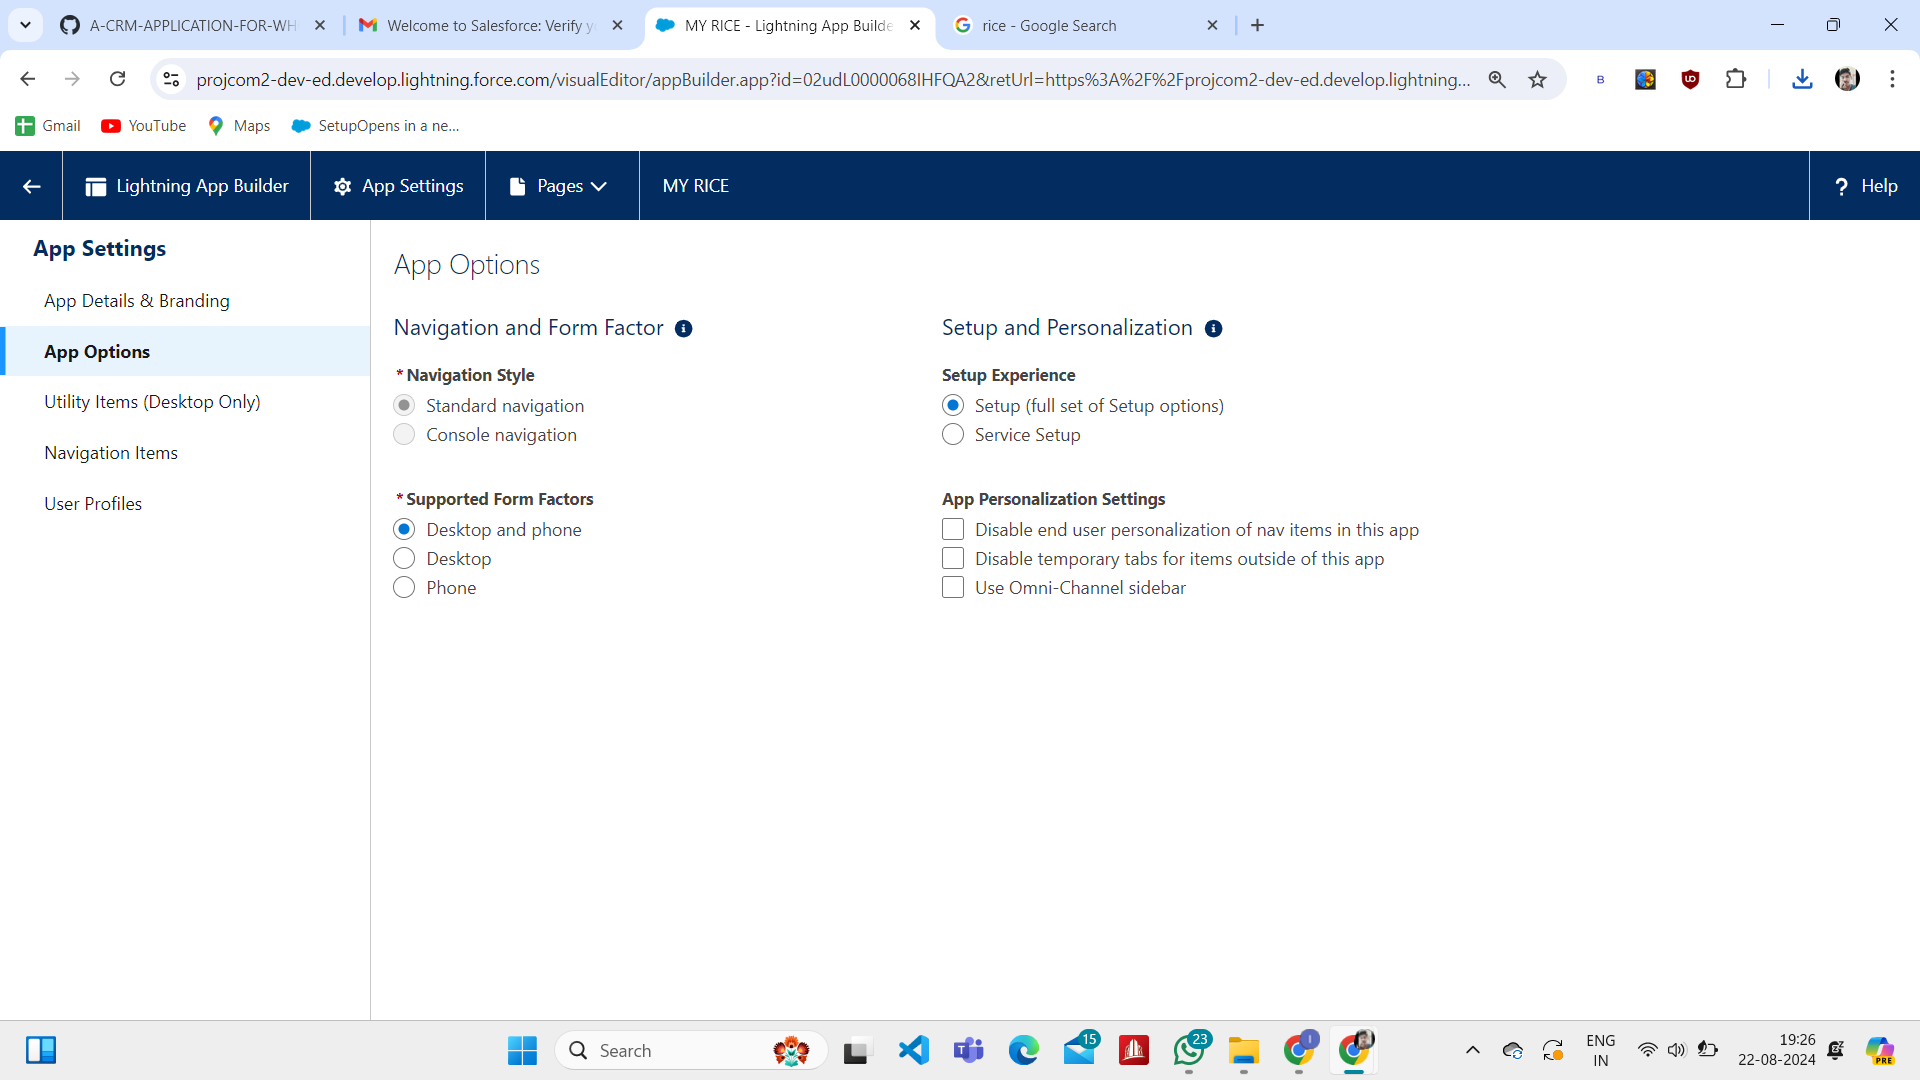 A-CRM-APPLICATION-FOR-WH
Welcome to Salesforce: Verify y
MY RICE - Lightning App Builde
rice - Google Search
projcom2-dev-ed.develop.lightning.force.com/visualEditor/appBuilder.app?id=02udL0000068IHFQA2&retUrl=https%3A%2F%2Fprojcom2-dev-ed.develop.lightning...
Gmail
YouTube
Maps
SetupOpens in a ne...
Lightning App Builder
App Settings
Pages
MY RICE
? Help
App Settings
App Details & Branding
App Options
Utility Items (Desktop Only)
Navigation Items
User Profiles
App Options
Navigation and Form Factor
* Navigation Style
Standard navigation
Console navigation
* Supported Form Factors
Desktop and phone
Desktop
Phone
Setup and Personalization
Setup Experience
Setup (full set of Setup options)
Service Setup
App Personalization Settings
Disable end user personalization of nav items in this app
Disable temporary tabs for items outside of this app
Use Omni-Channel sidebar
Search
15
23
ENG
IN
19:26
22-08-2024
PRE